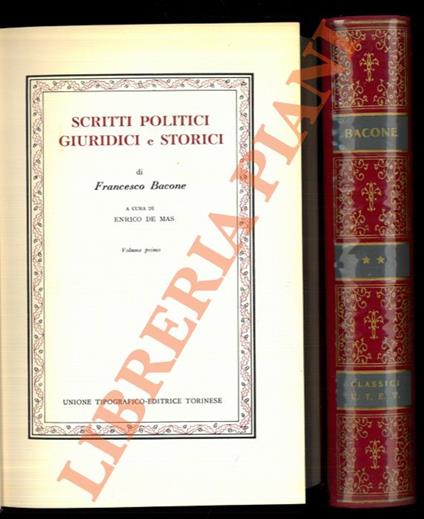 SCRITTI POLITICI
GIURIDICI e STORICI
di
Francesco Bacone
A CURA DI
ENRICO DE MAS
Volume primo
UNIONE TIPOGRAFICO-EDITRICE TORINESE
LIBRERIA PIANI
BACONE
★★
CLASSICI
U. T. E. T.